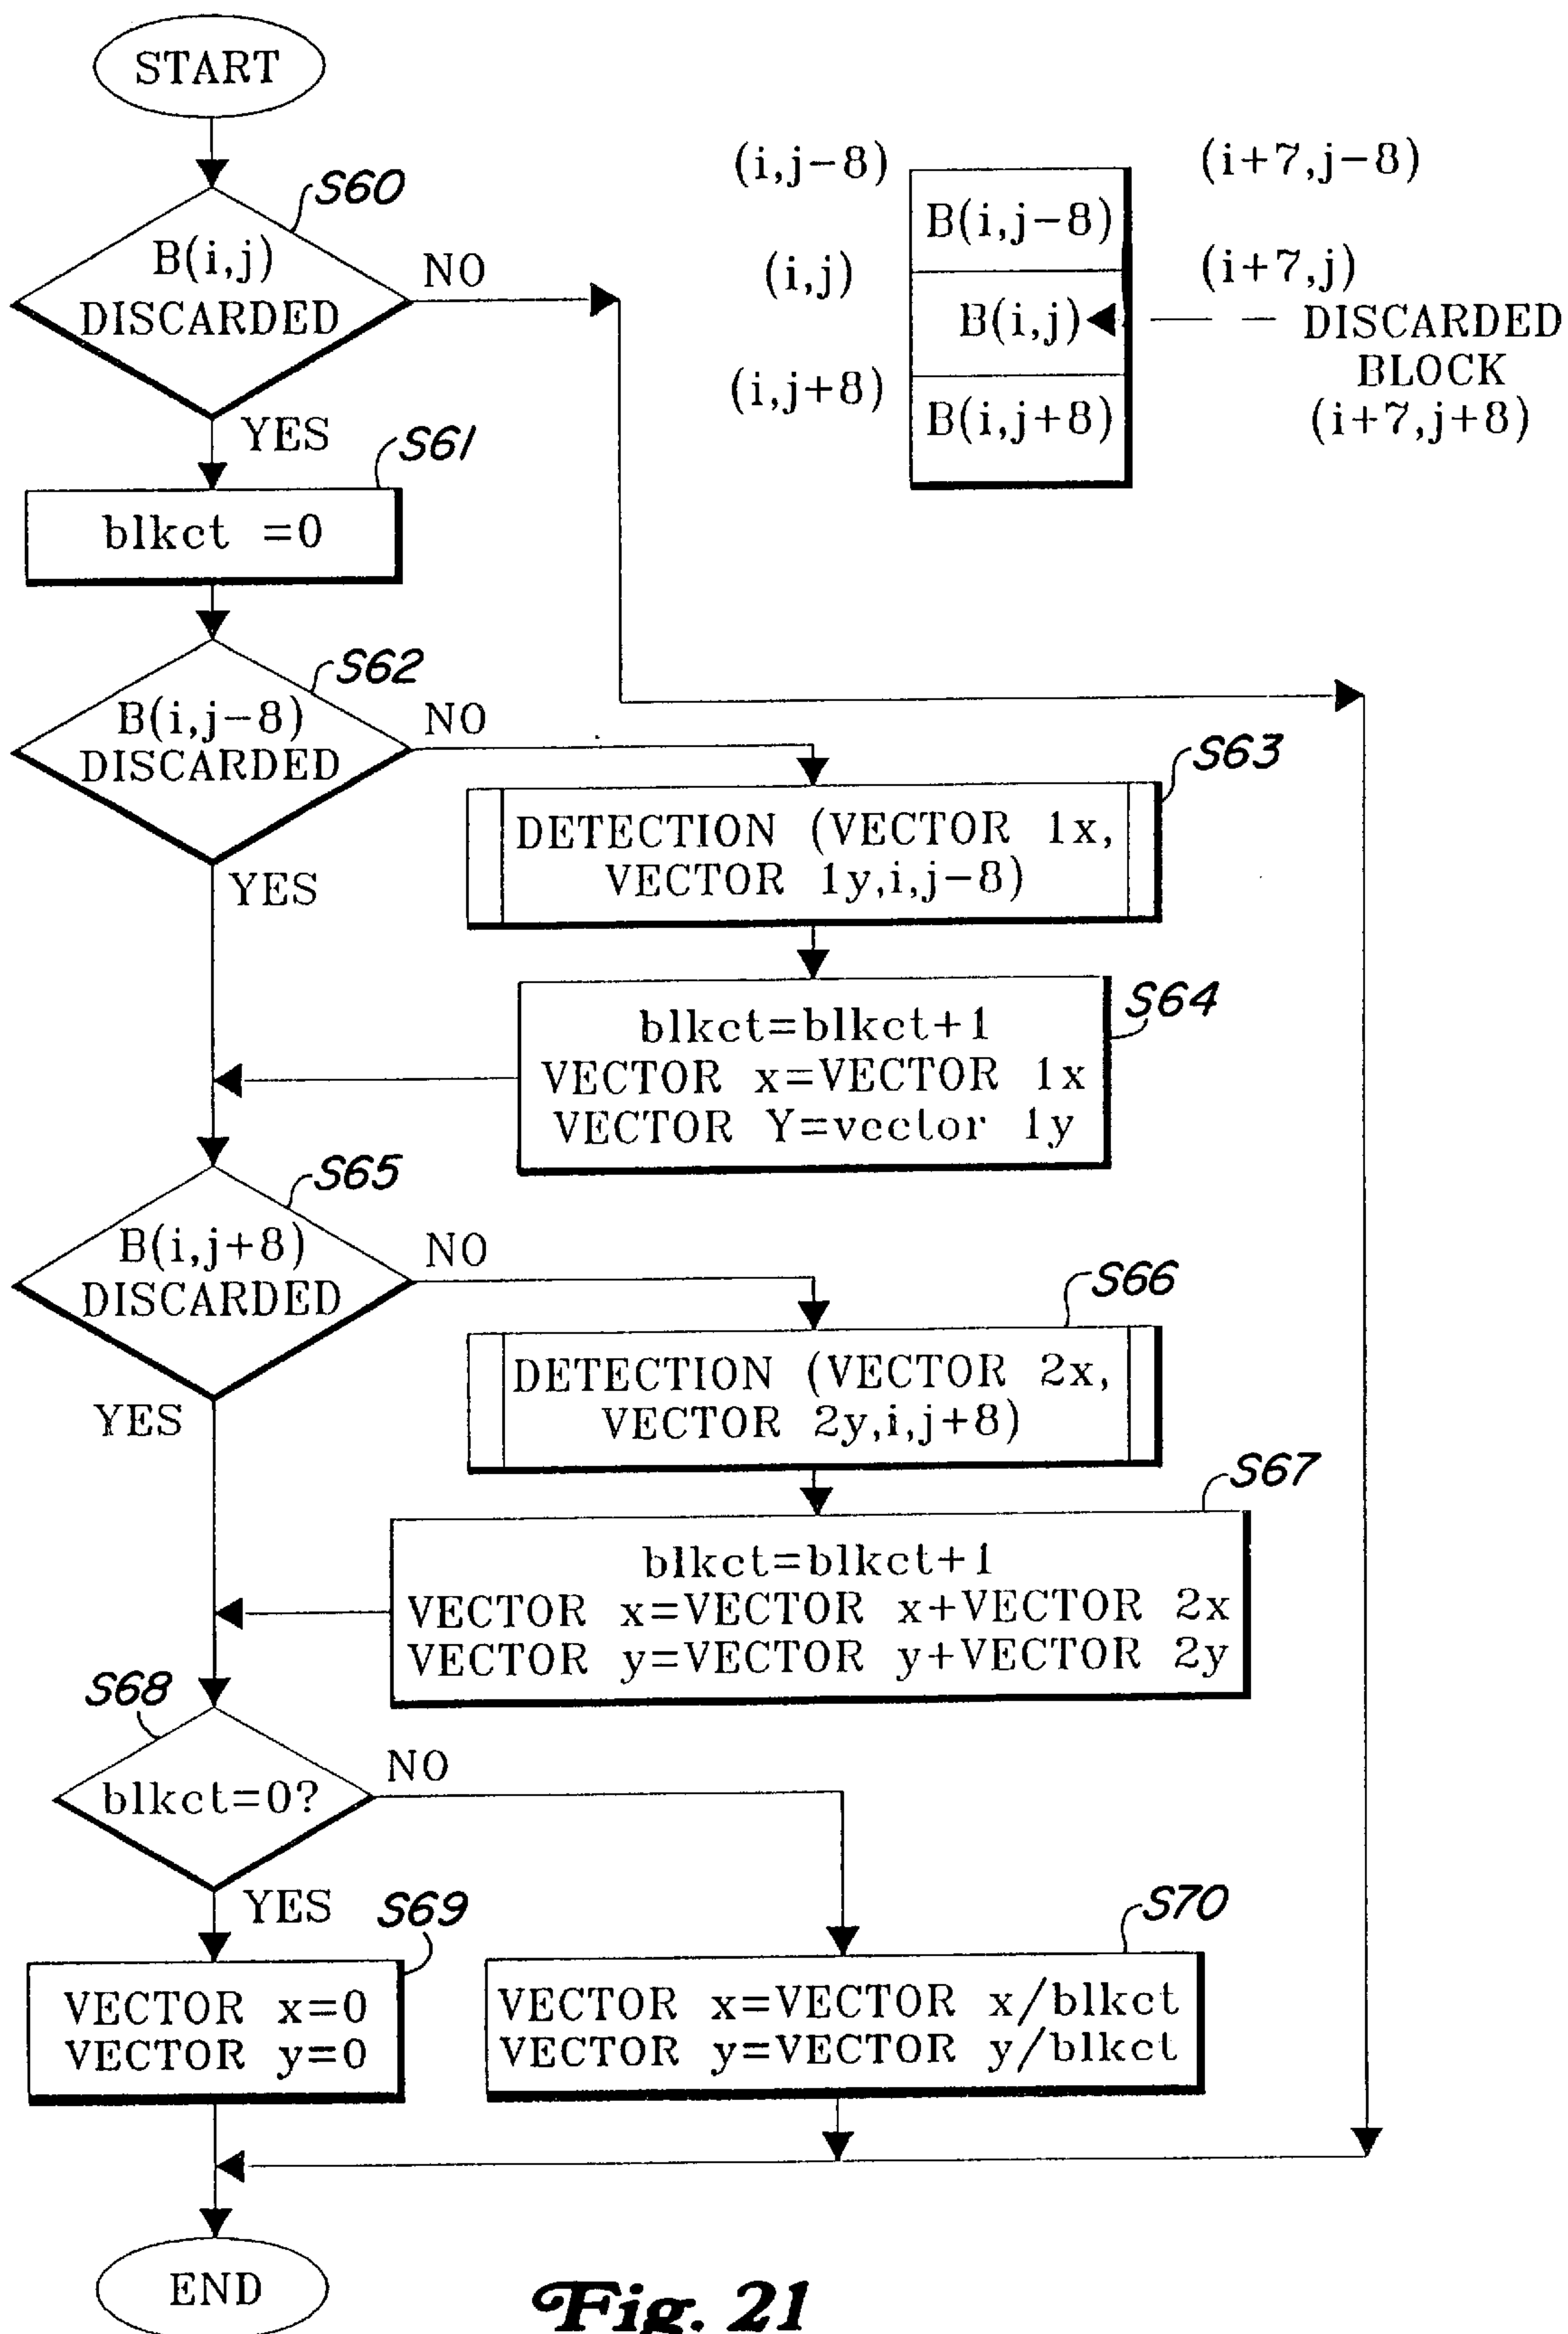 START
S60
B(i,j)
DISCARDED
NO
YES
(i,j-8)
(i+7,j-8)
B(i,j-8)
(i,j)
(i+7,j)
B(i,j)
DISCARDED
BLOCK
(i,j+8)
B(i,j+8)
(i+7,j+8)
S61
blkct =0
S62
B(i,j-8)
DISCARDED
NO
YES
S63
DETECTION (VECTOR 1x,
VECTOR 1y,i,j-8)
S64
blkct=blkct+1
VECTOR x=VECTOR 1x
VECTOR Y=vector 1y
S65
B(i,j+8)
DISCARDED
NO
YES
S66
DETECTION (VECTOR 2x,
VECTOR 2y,i,j+8)
S67
blkct=blkct+1
VECTOR x=VECTOR x+VECTOR 2x
VECTOR y=VECTOR y+VECTOR 2y
S68
blkct=0?
NO
YES
S69
VECTOR x=0
VECTOR y=0
S70
VECTOR x=VECTOR x/blkct
VECTOR y=VECTOR y/blkct
END
Fig. 21